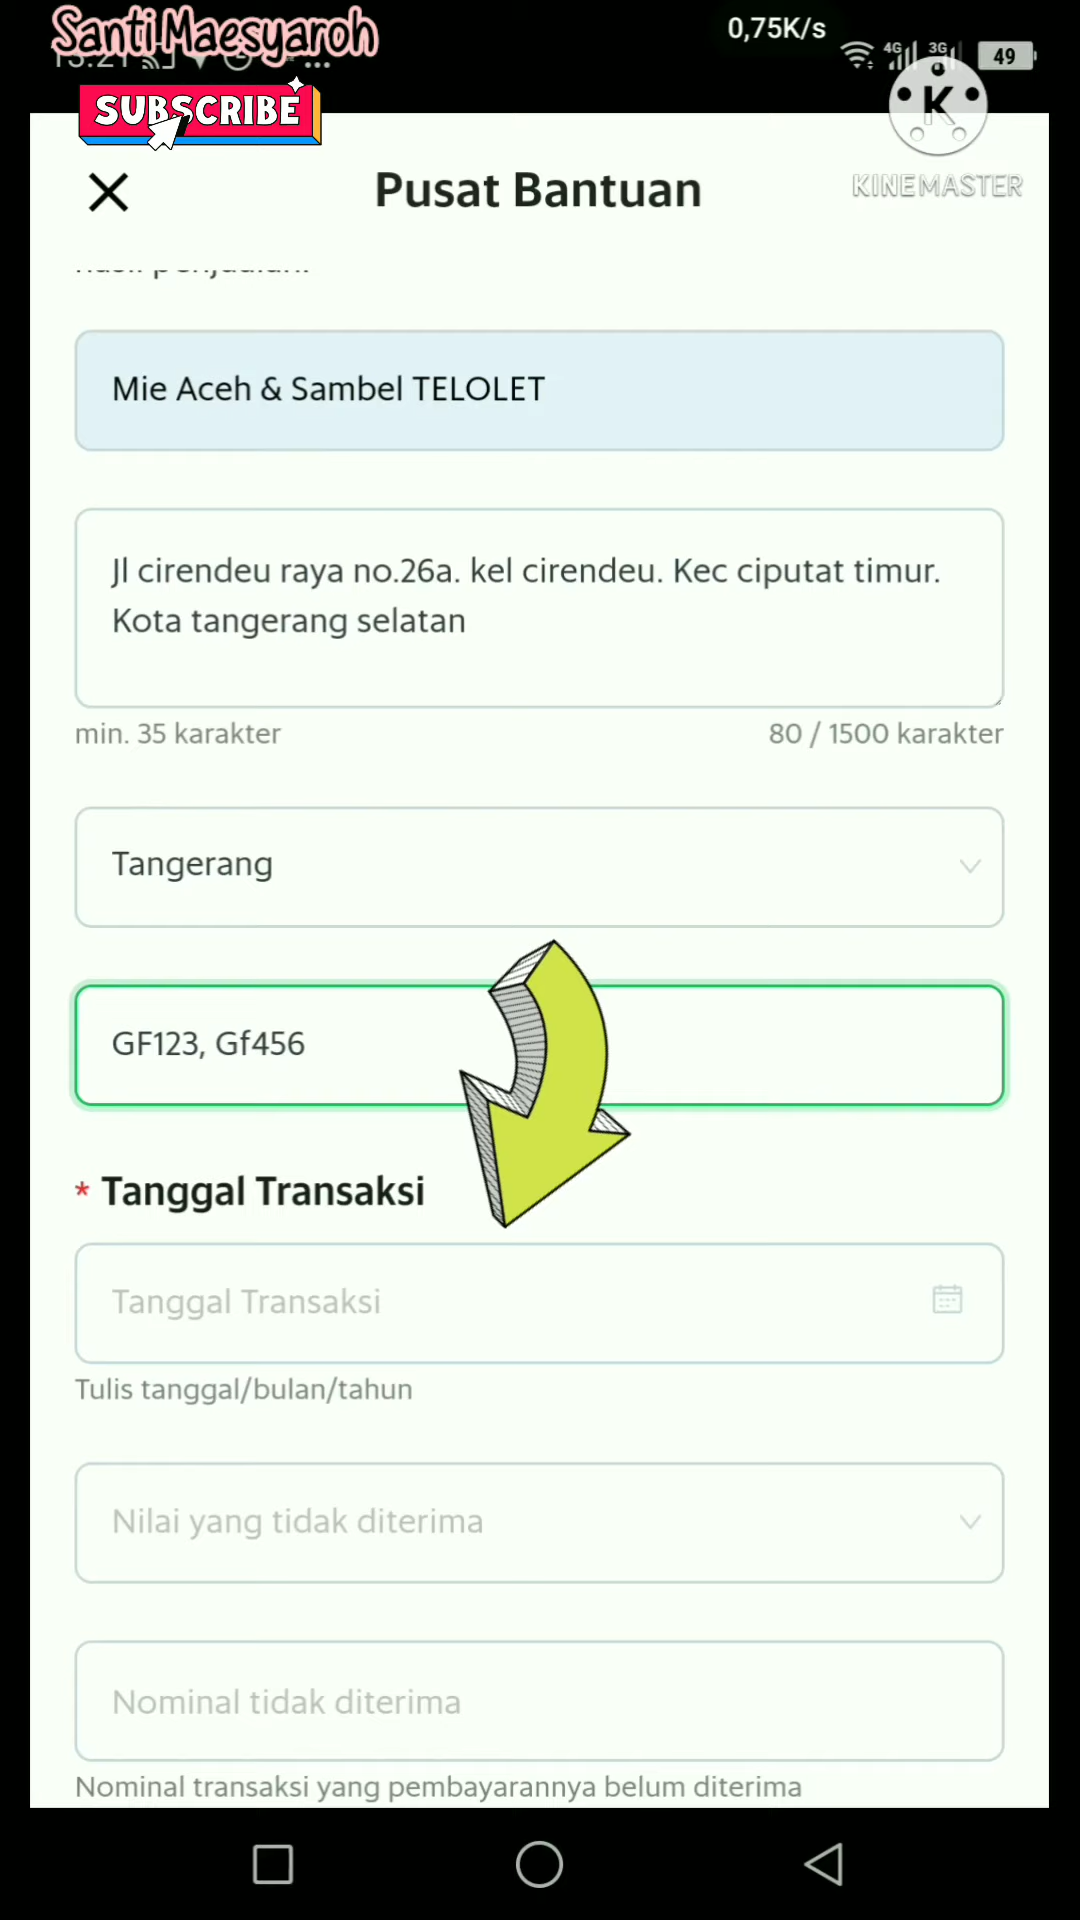 Santi Maesyaroh
0,75K/s
4G
3G
49
SUBSCRIBE
K
KINEMASTER
Pusat Bantuan
Mie Aceh & Sambel TELOLET
Jl cirendeu raya no.26a. kel cirendeu. Kec ciputat timur.
Kota tangerang selatan
min. 35 karakter
80 / 1500 karakter
Tangerang
GF123, Gf456
* Tanggal Transaksi
Tanggal Transaksi
Tulis tanggal/bulan/tahun
Nilai yang tidak diterima
Nominal tidak diterima
Nominal transaksi yang pembayarannya belum diterima